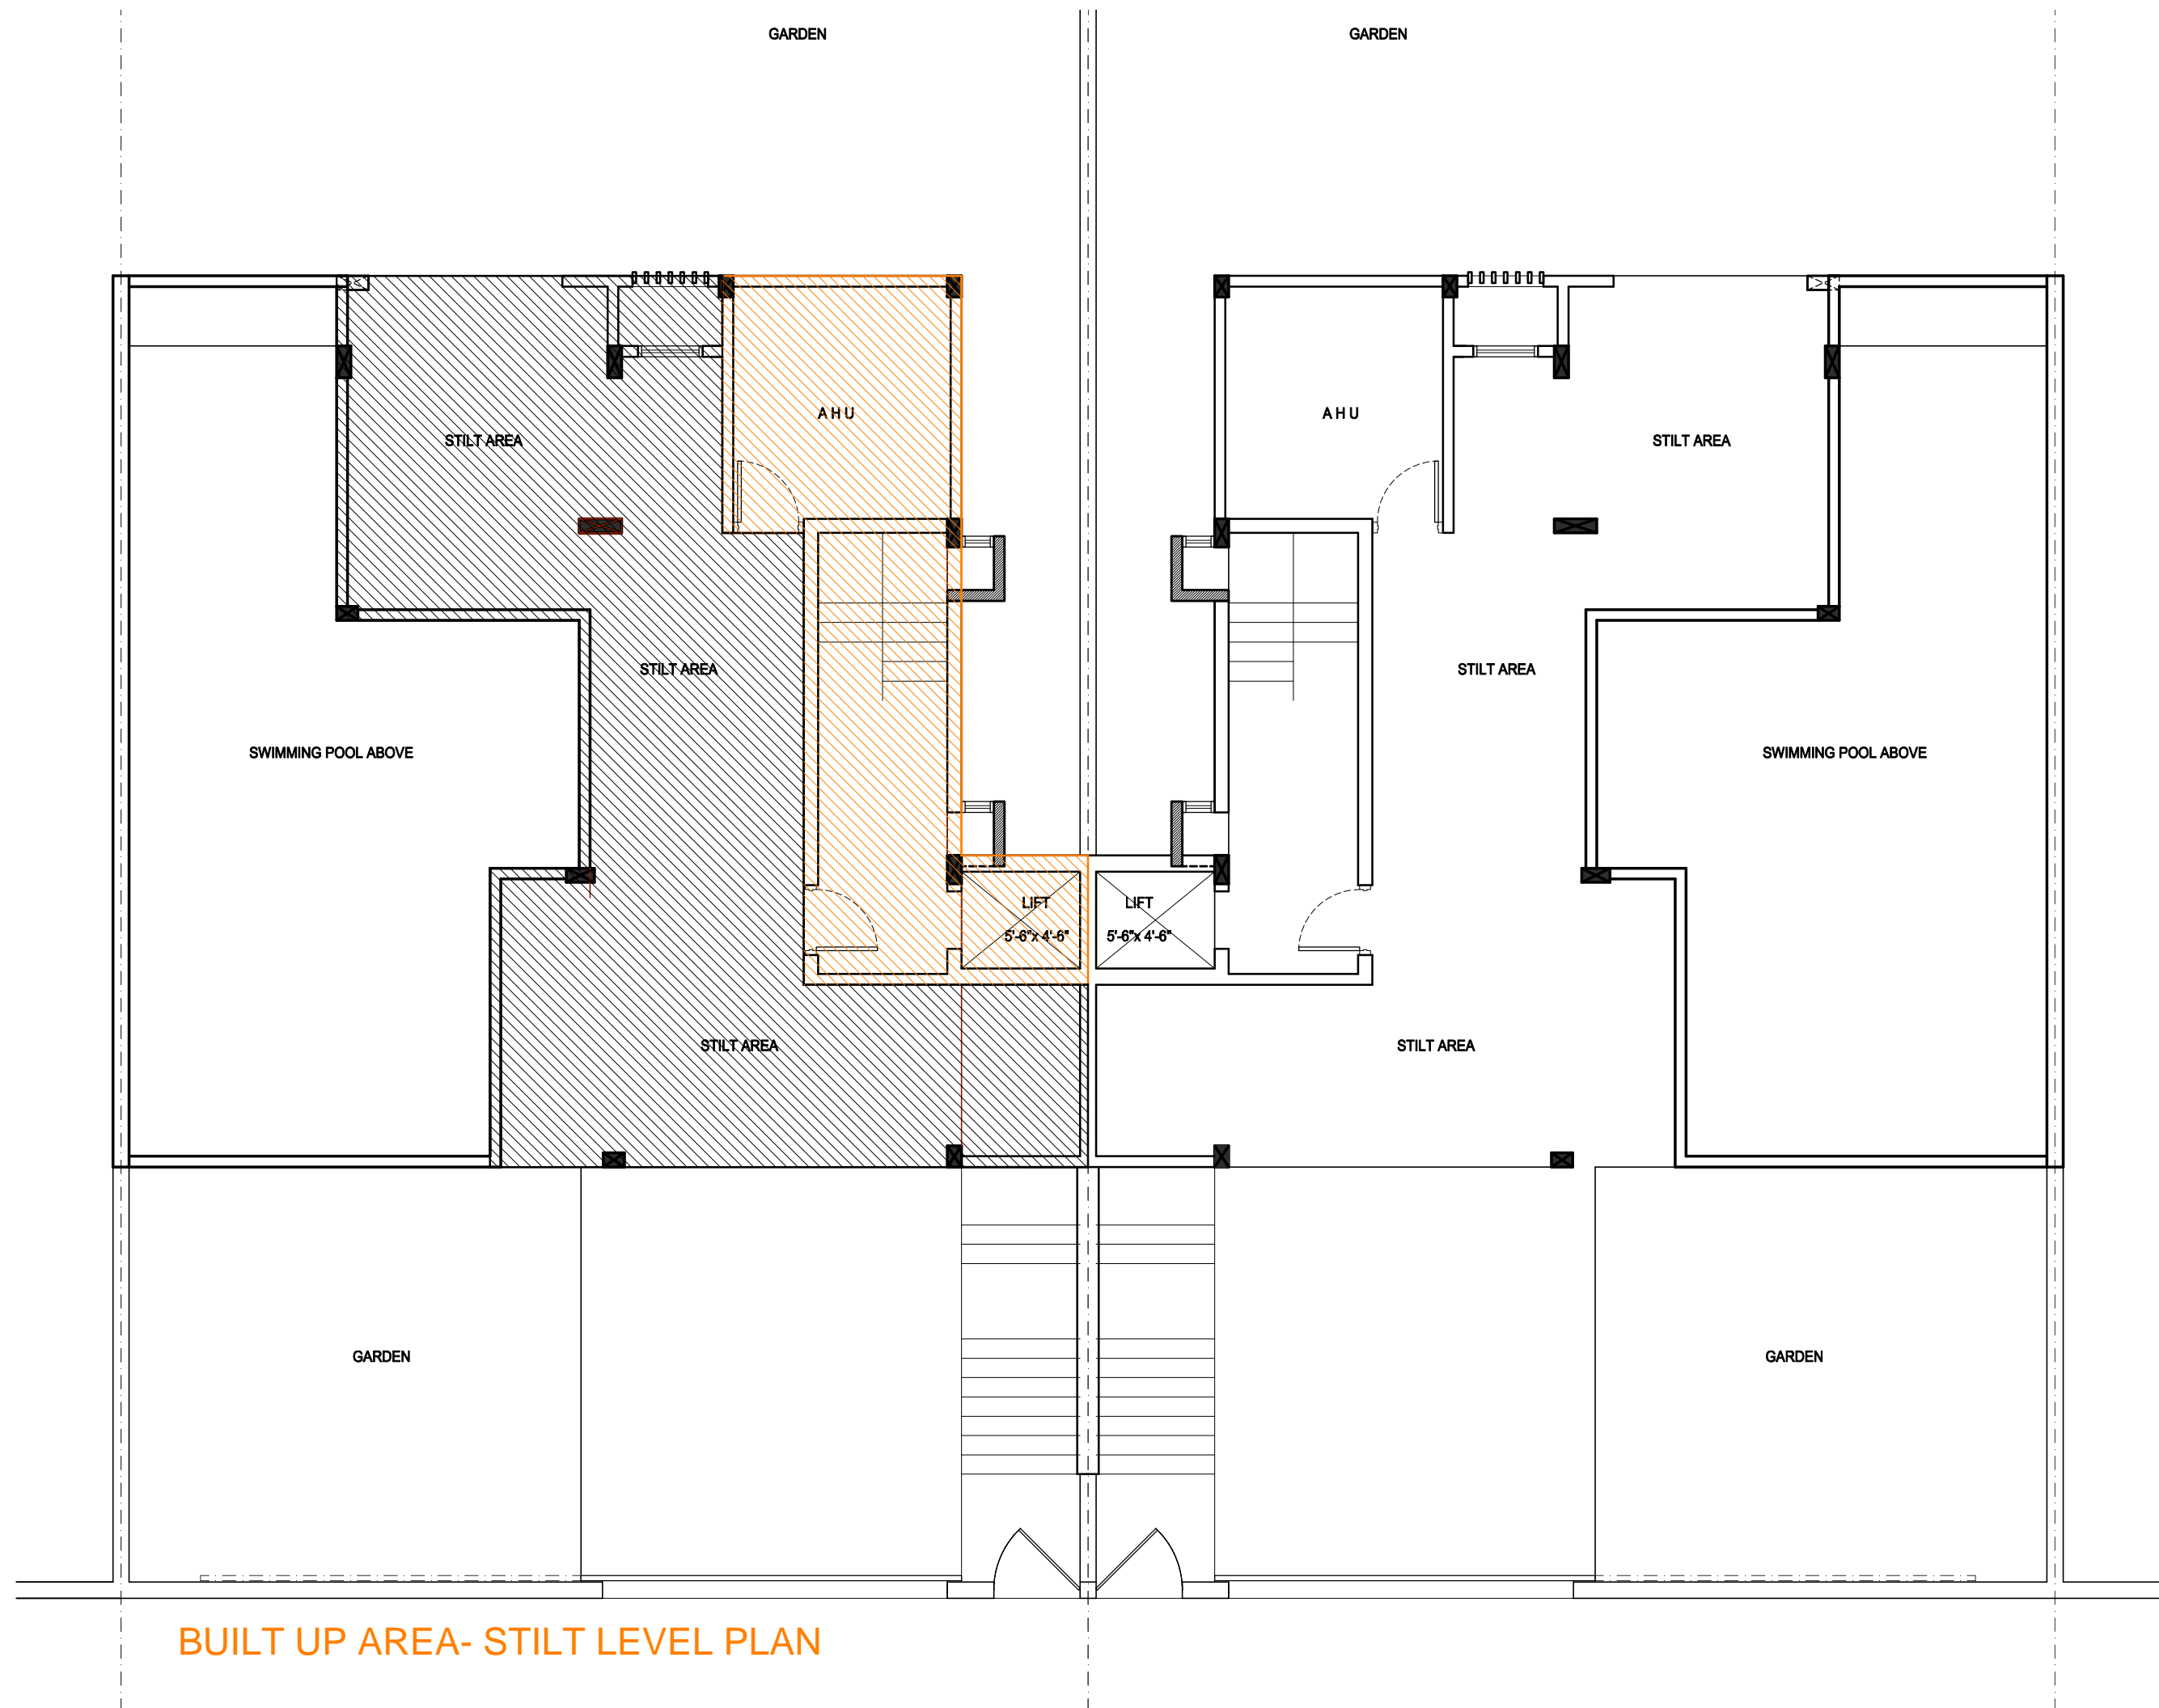 GARDEN
GARDEN
A H U
A H U
STILT AREA
STILT AREA
STILT AREA
STILT AREA
SWIMMING POOL ABOVE
SWIMMING POOL ABOVE
LIFT
5'-6"x 4'-6"
LIFT
5'-6"x 4'-6"
STILT AREA
STILT AREA
GARDEN
GARDEN
BUILT UP AREA- STILT LEVEL PLAN